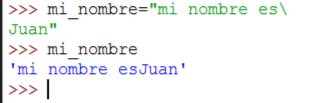 >>> mi_nombre="mi nombre es\
Juan"
>>> mi_nombre
'mi nombre esJuan'
>>>